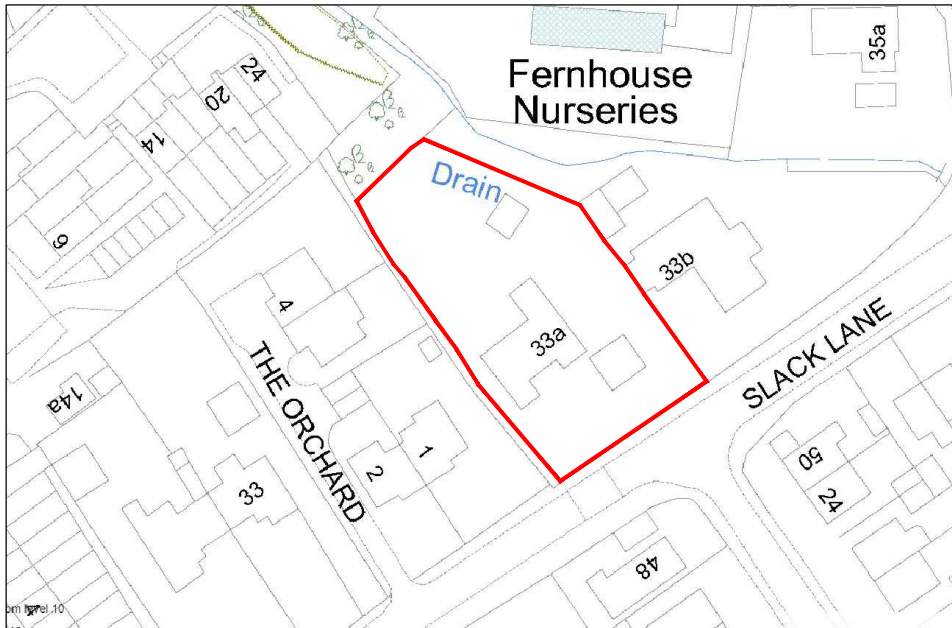 Fernhouse
Nurseries
35a
24
20
14
9
Drain
33b
4
33a
SLACK LANE
THE ORCHARD
14a
1
2
33
50
24
48